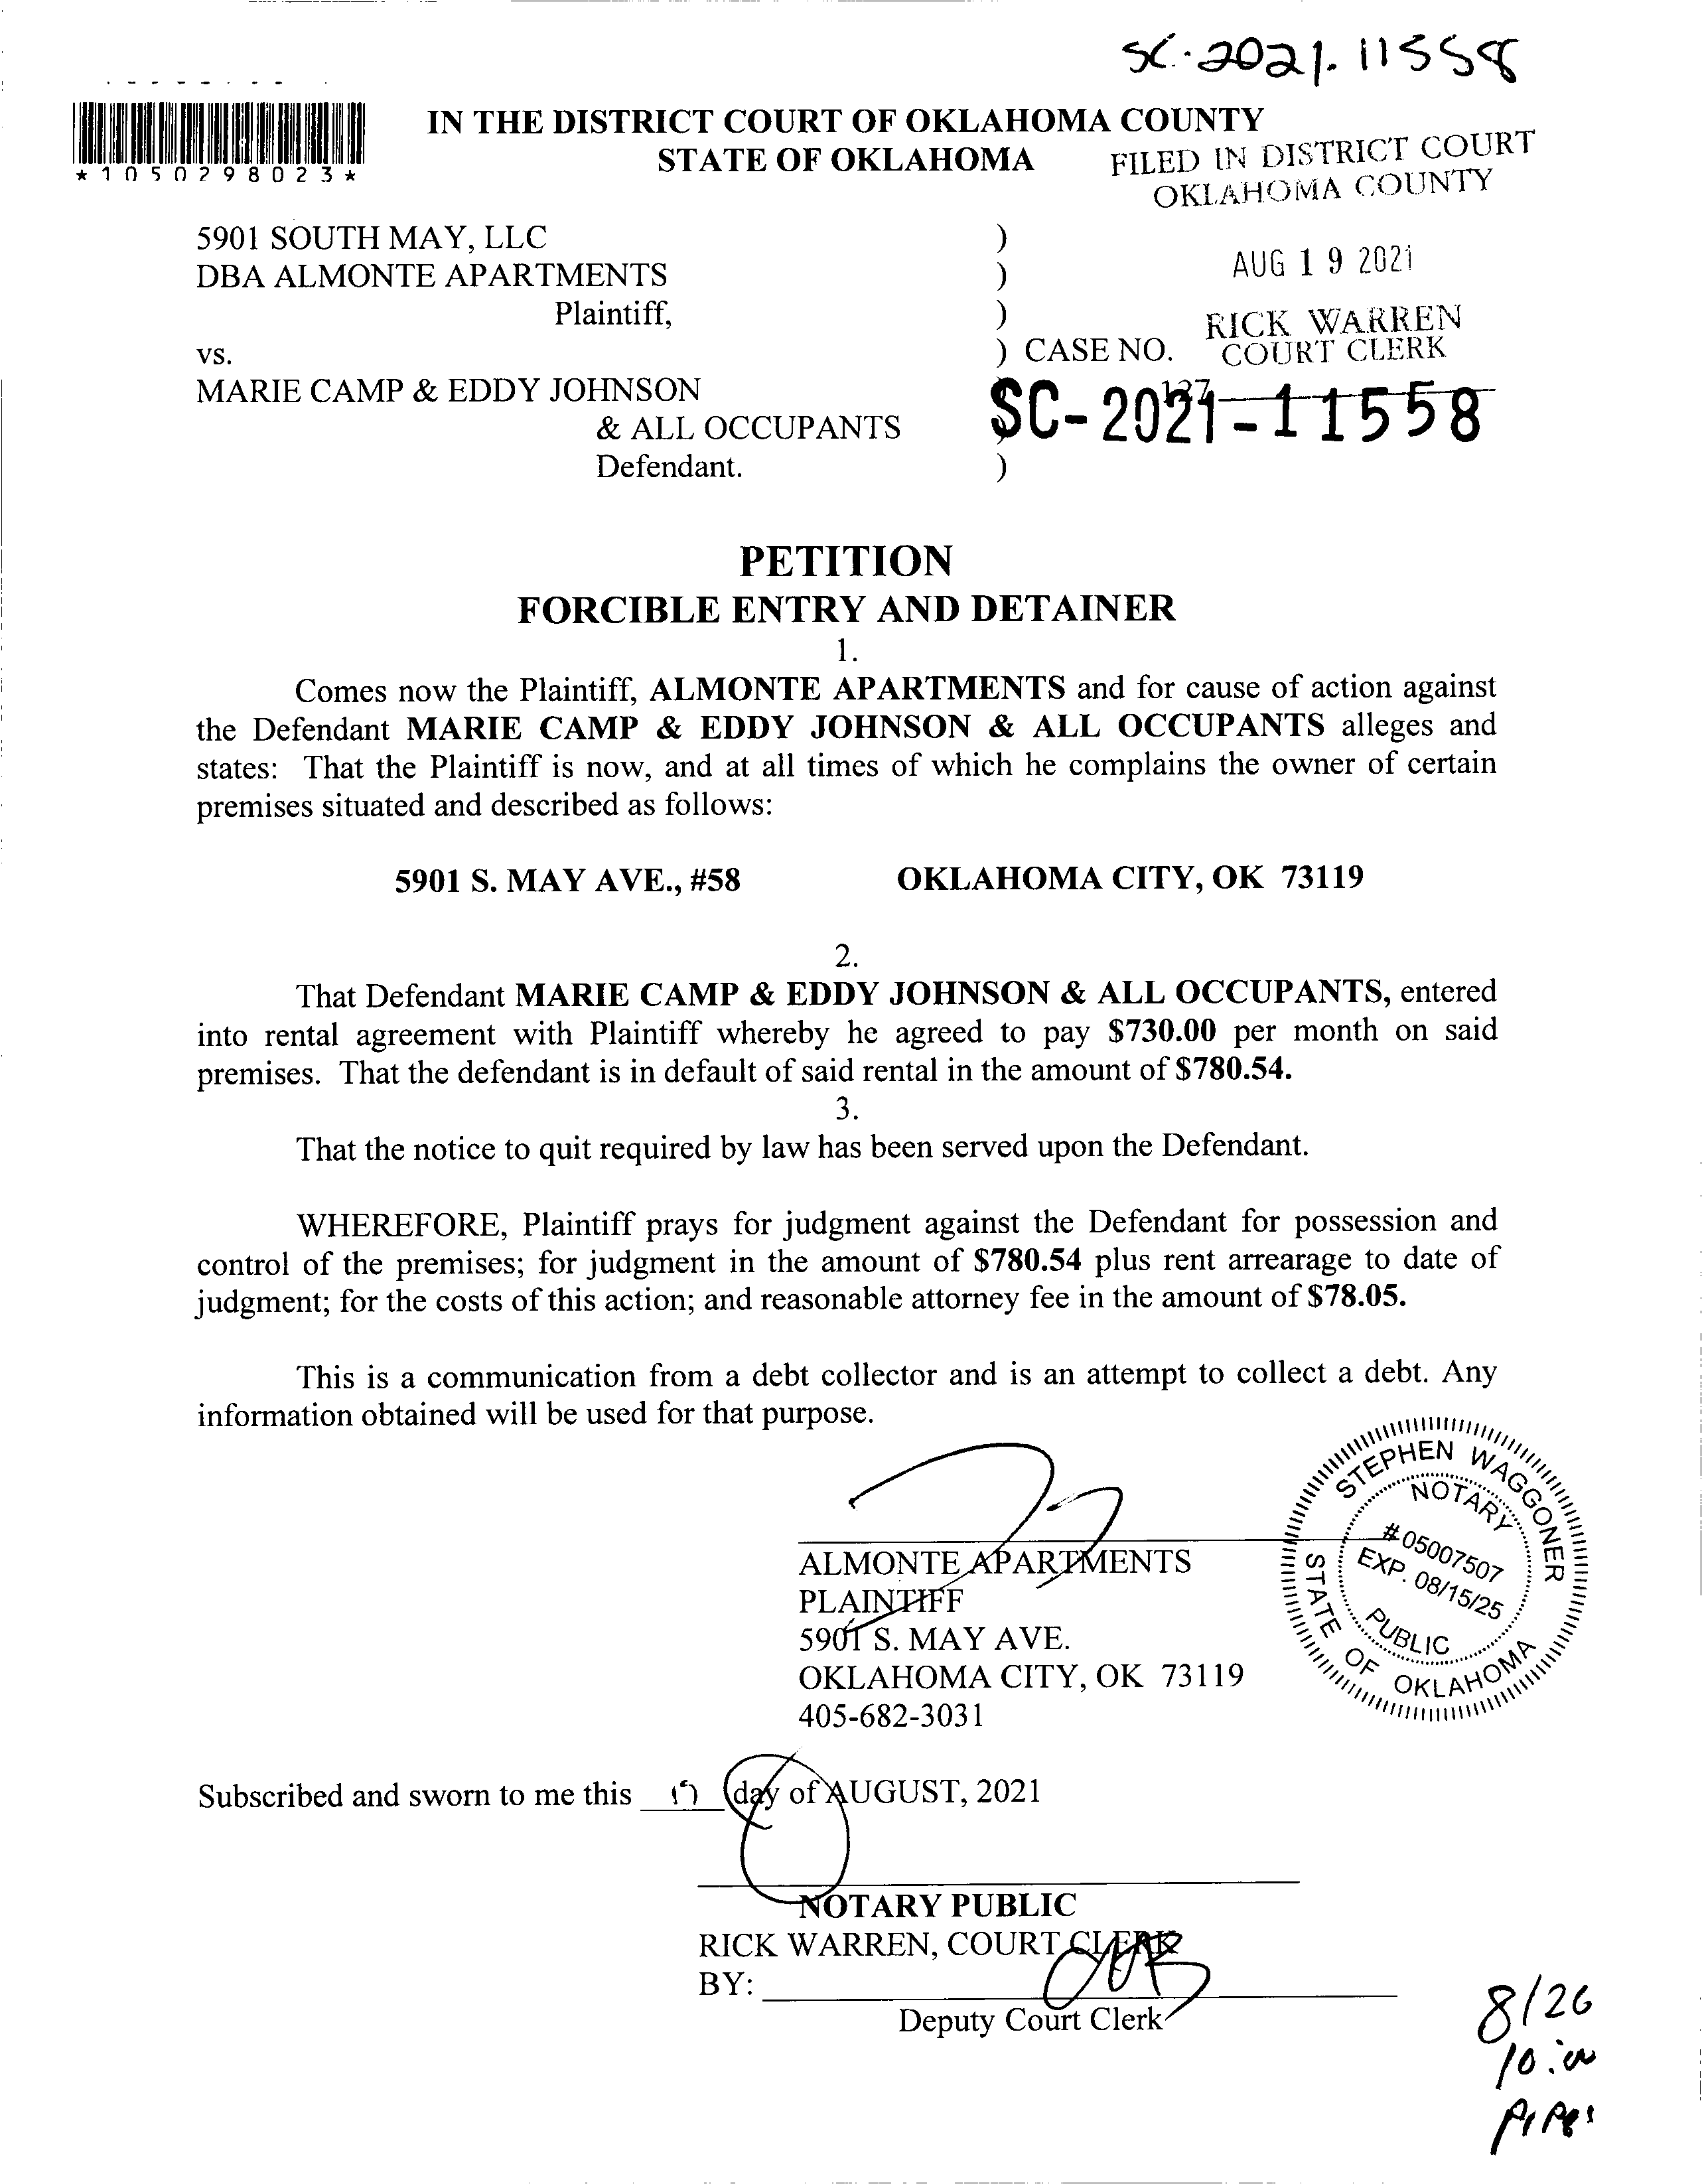 SC-2021-11558
*1050298023*
IN THE DISTRICT COURT OF OKLAHOMA COUNTY
STATE OF OKLAHOMA
FILED IN DISTRICT COURT
OKLAHOMA COUNTY
5901 SOUTH MAY, LLC )
DBA ALMONTE APARTMENTS )
AUG 19 2021
Plaintiff, )
RICK WARREN
vs. ) CASE NO.
COURT CLERK
MARIE CAMP & EDDY JOHNSON
SC-2021-11558
& ALL OCCUPANTS
Defendant. )
PETITION
FORCIBLE ENTRY AND DETAINER
1.
Comes now the Plaintiff, ALMONTE APARTMENTS and for cause of action against
the Defendant MARIE CAMP & EDDY JOHNSON & ALL OCCUPANTS alleges and
states: That the Plaintiff is now, and at all times of which he complains the owner of certain
premises situated and described as follows:
5901 S. MAY AVE., #58 OKLAHOMA CITY, OK 73119
2.
That Defendant MARIE CAMP & EDDY JOHNSON & ALL OCCUPANTS, entered
into rental agreement with Plaintiff whereby he agreed to pay $730.00 per month on said
premises. That the defendant is in default of said rental in the amount of $780.54.
3.
That the notice to quit required by law has been served upon the Defendant.
WHEREFORE, Plaintiff prays for judgment against the Defendant for possession and
control of the premises; for judgment in the amount of $780.54 plus rent arrearage to date of
judgment; for the costs of this action; and reasonable attorney fee in the amount of $78.05.
This is a communication from a debt collector and is an attempt to collect a debt. Any
information obtained will be used for that purpose.
STEPHEN WAGGONER
NOTARY
# 05007507
EXP. 08/15/25
PUBLIC
STATE OF OKLAHOMA
ALMONTE APARTMENTS
PLAINTIFF
5901 S. MAY AVE.
OKLAHOMA CITY, OK 73119
405-682-3031
Subscribed and sworn to me this day of AUGUST, 2021
NOTARY PUBLIC
RICK WARREN, COURT CLERK
BY:
Deputy Court Clerk
8/26
10:00